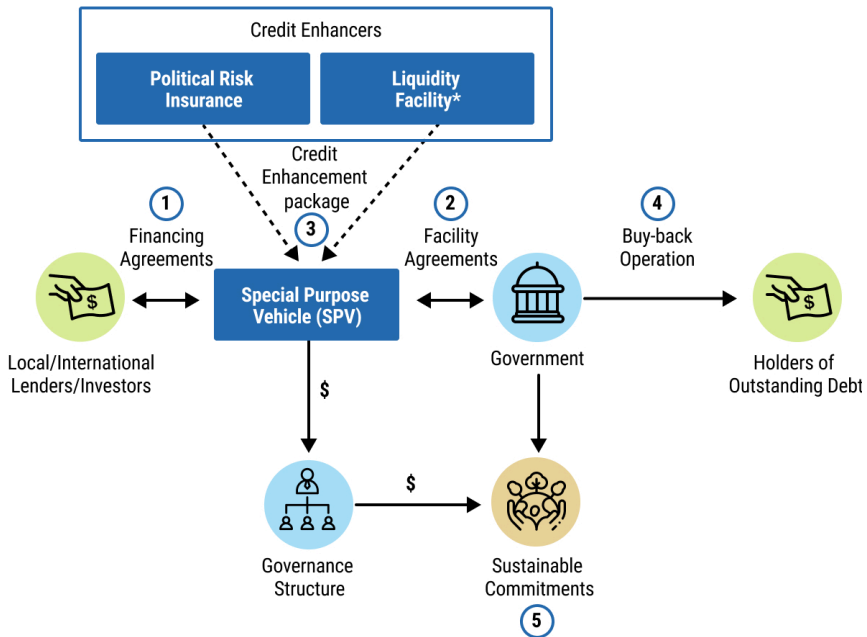 Credit Enhancers
Political Risk
Insurance
Liquidity
Facility*
Credit
Enhancement
package
3
1
Financing
Agreements
2
Facility
Agreements
4
Buy-back
Operation
$
Local/International
Lenders/Investors
Special Purpose
Vehicle (SPV)
Government
$
Holders of
Outstanding Debt
$
$
Governance
Structure
Sustainable
Commitments
5